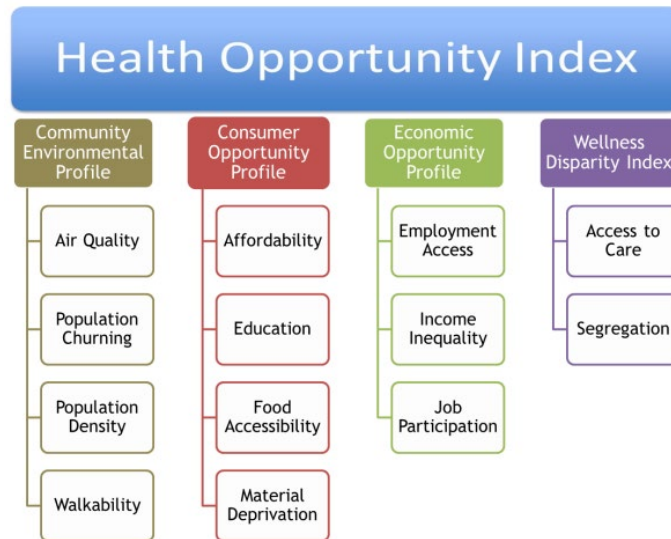 Health Opportunity Index
Community
Environmental
Profile
Air Quality
Population
Churning
Population
Density
Walkability
Consumer
Opportunity
Profile
Affordability
Education
Food
Accessibility
Material
Deprivation
Economic
Opportunity
Profile
Employment
Access
Income
Inequality
Job
Participation
Wellness
Disparity Index
Access to
Care
Segregation